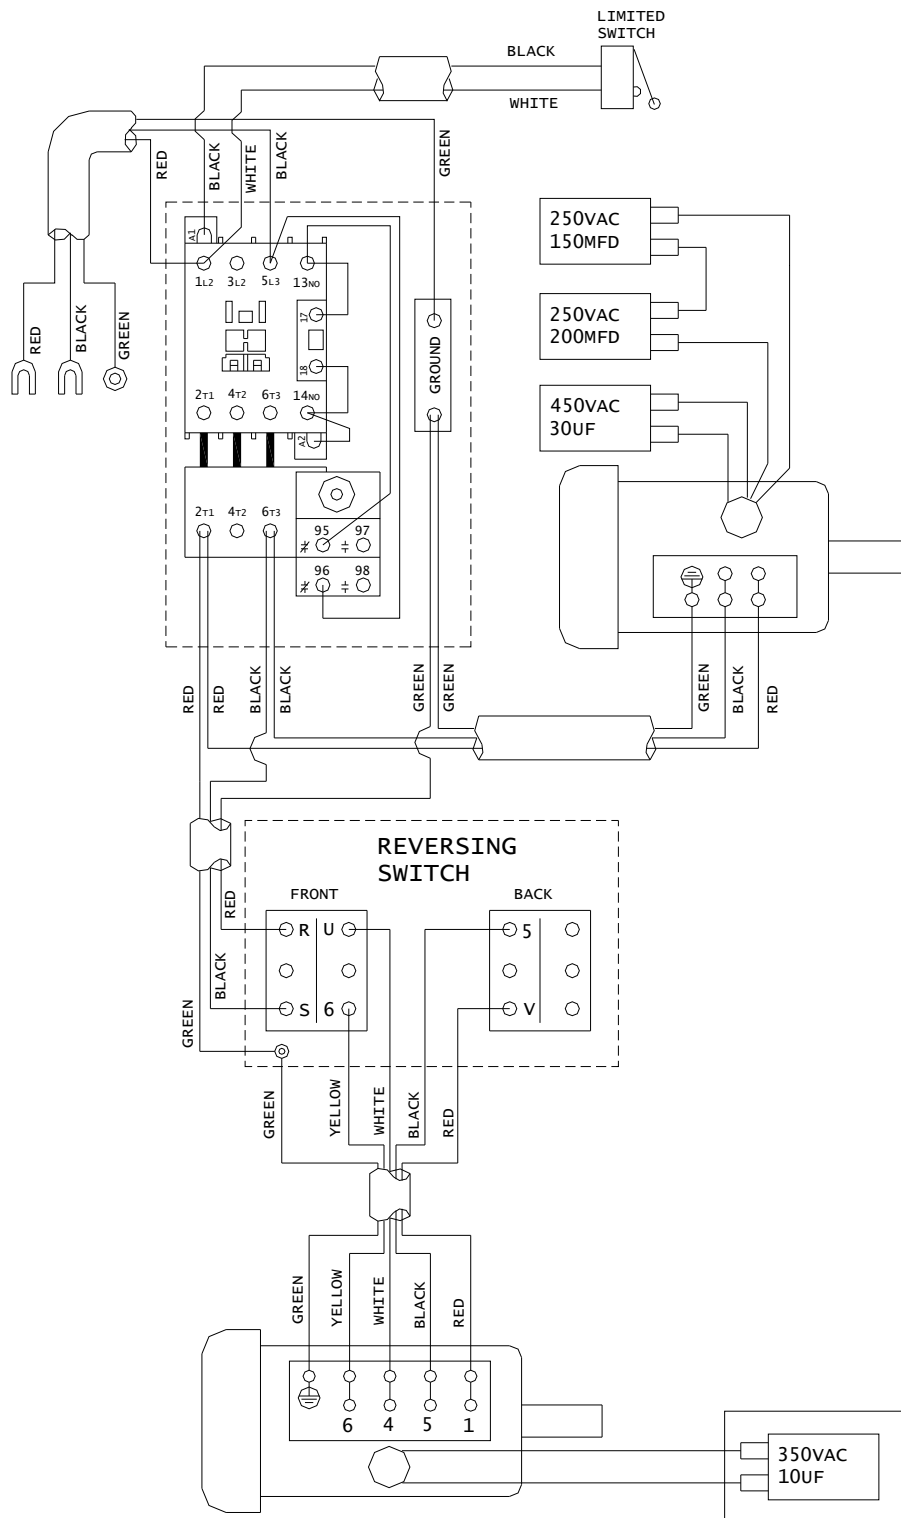 LIMITED
SWITCH
BLACK
WHITE
RED
BLACK
WHITE
BLACK
GREEN
RED
BLACK
GREEN
A1
1L2
3L2
5L3
13NO
17
18
2T1
4T2
6T3
14NO
A2
GROUND
2T1
4T2
6T3
95
97
96
98
250VAC
150MFD
250VAC
200MFD
450VAC
30UF
RED
RED
BLACK
BLACK
GREEN
GREEN
GREEN
BLACK
RED
REVERSING
SWITCH
FRONT
BACK
RED
BLACK
GREEN
R U
S 6
5
V
GREEN
YELLOW
WHITE
BLACK
RED
GREEN
YELLOW
WHITE
BLACK
RED
6 4 5 1
350VAC
10UF